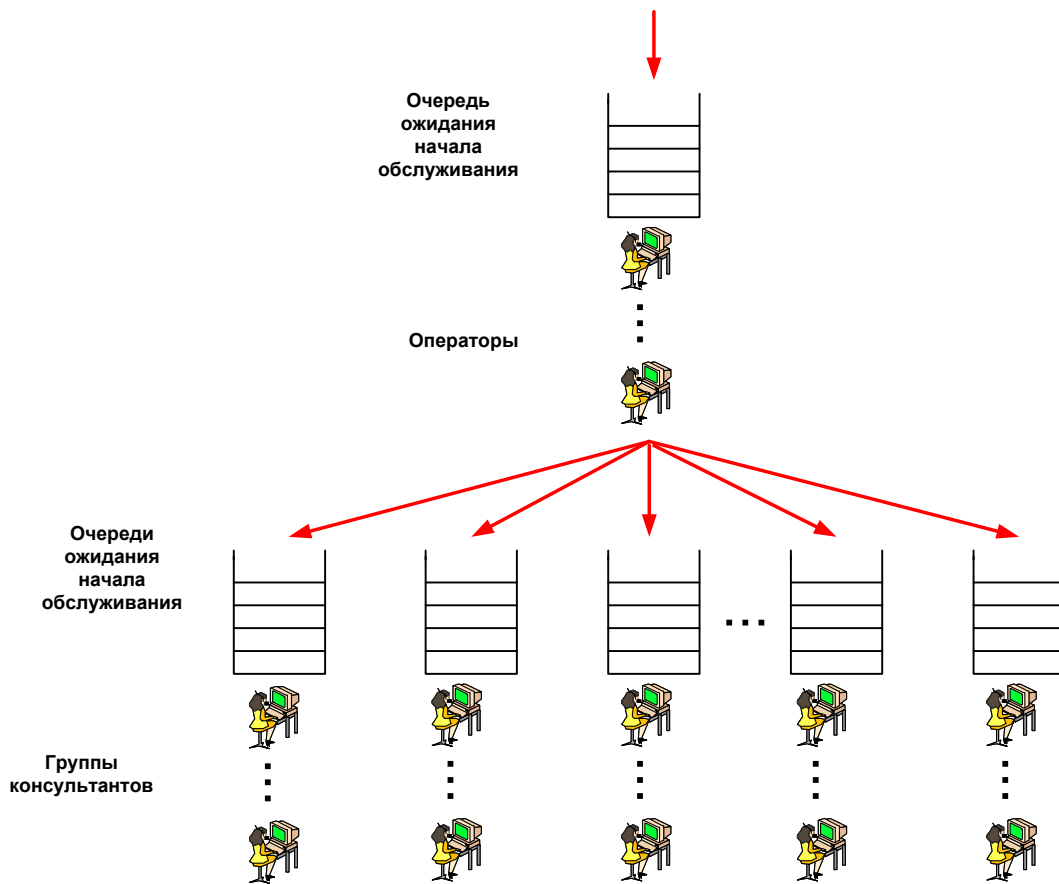 Очередь
ожидания
начала
обслуживания
Операторы
Очереди
ожидания
начала
обслуживания
Группы
консультантов